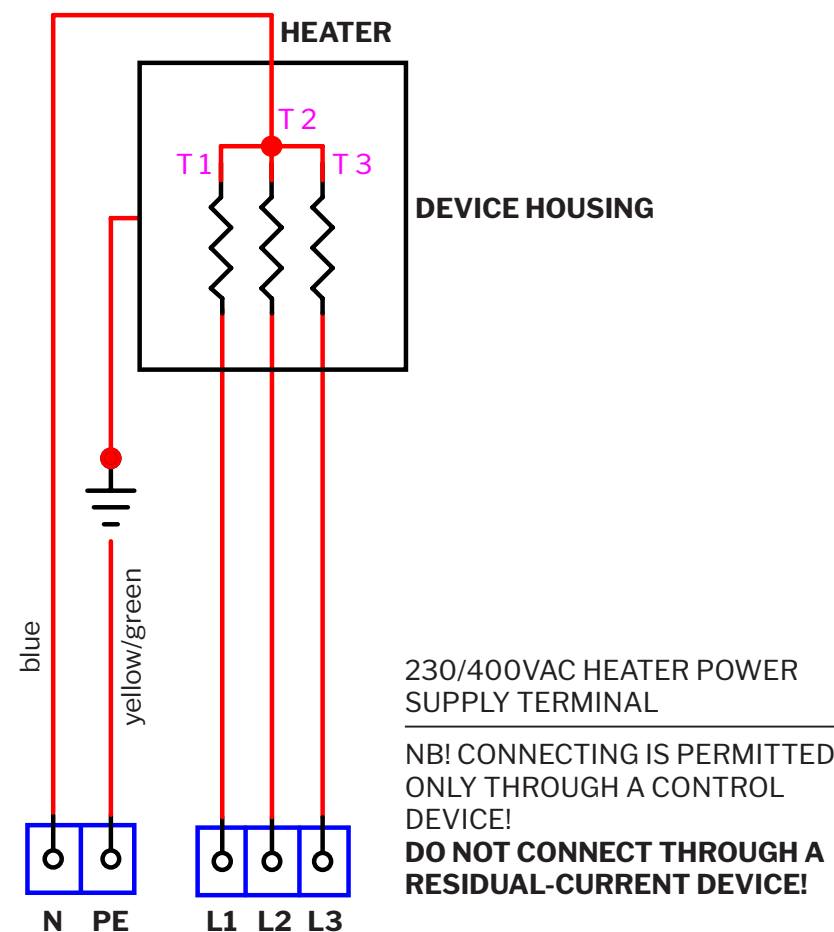 HEATER
T 2
T 1
T 3
DEVICE HOUSING
blue
yellow/green
230/400VAC HEATER POWER
SUPPLY TERMINAL
NB! CONNECTING IS PERMITTED
ONLY THROUGH A CONTROL
DEVICE!
DO NOT CONNECT THROUGH A
RESIDUAL-CURRENT DEVICE!
N PE L1 L2 L3